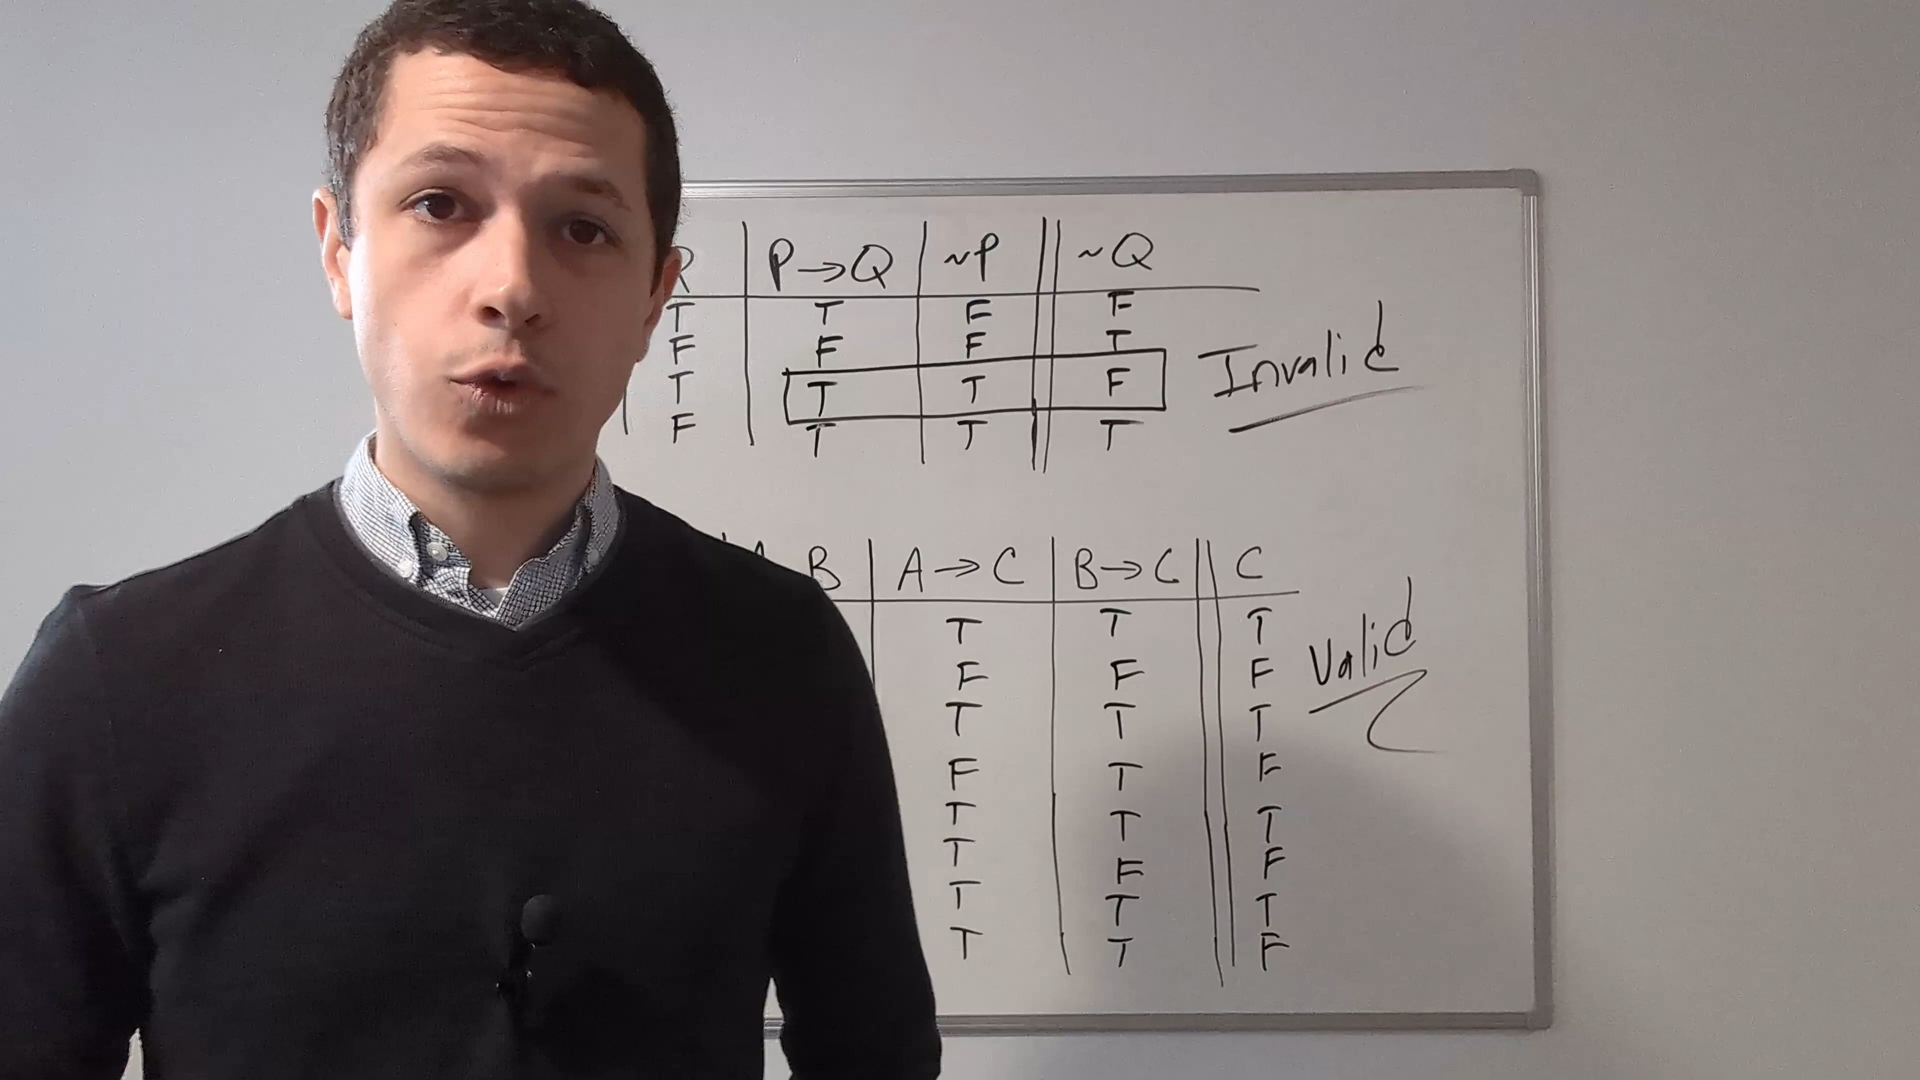 P→Q ~P ~Q
T T F F
F F F T
T T T F
F T T T
Invalid
B A→C B→C C
T T T
F F F
T T T
F T F
T T T
T F F
T T T
T T F
Valid